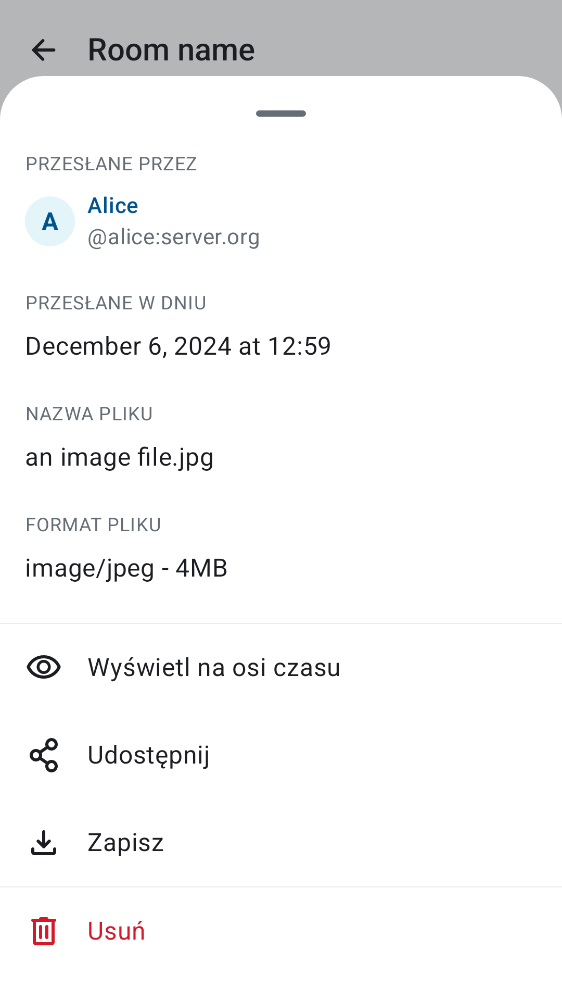 Room name
PRZESŁANE PRZEZ
A
Alice
@alice:server.org
PRZESŁANE W DNIU
December 6, 2024 at 12:59
NAZWA PLIKU
an image file.jpg
FORMAT PLIKU
image/jpeg - 4MB
Wyświetl na osi czasu
Udostępnij
Zapisz
Usuń